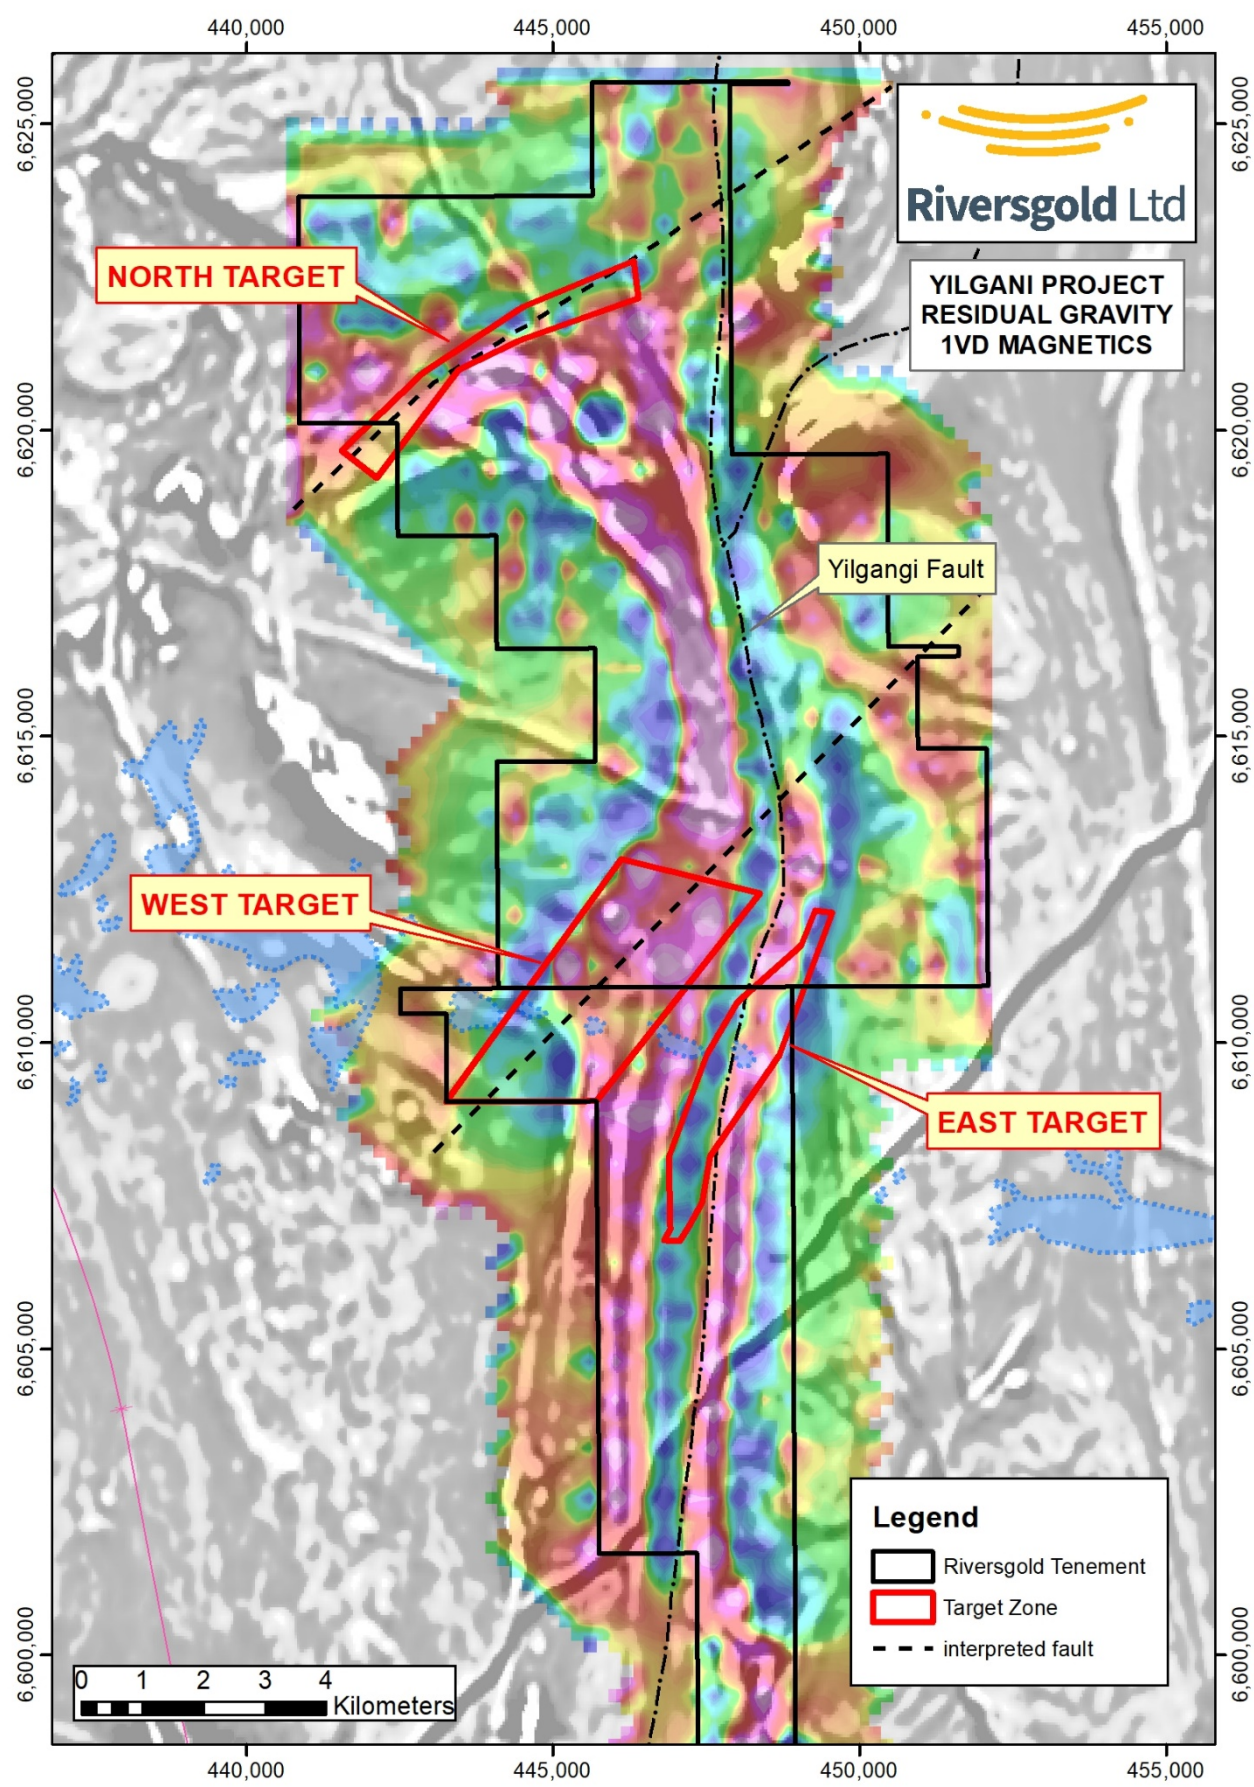 440,000
445,000
450,000
455,000
6,625,000
6,625,000
Riversgold Ltd
NORTH TARGET
YILGANI PROJECT
RESIDUAL GRAVITY
1VD MAGNETICS
6,620,000
6,620,000
Yilgangi Fault
6,615,000
6,615,000
WEST TARGET
6,610,000
6,610,000
EAST TARGET
6,605,000
6,605,000
Legend
Riversgold Tenement
Target Zone
interpreted fault
6,600,000
6,600,000
0 1 2 3 4
Kilometers
440,000
445,000
450,000
455,000